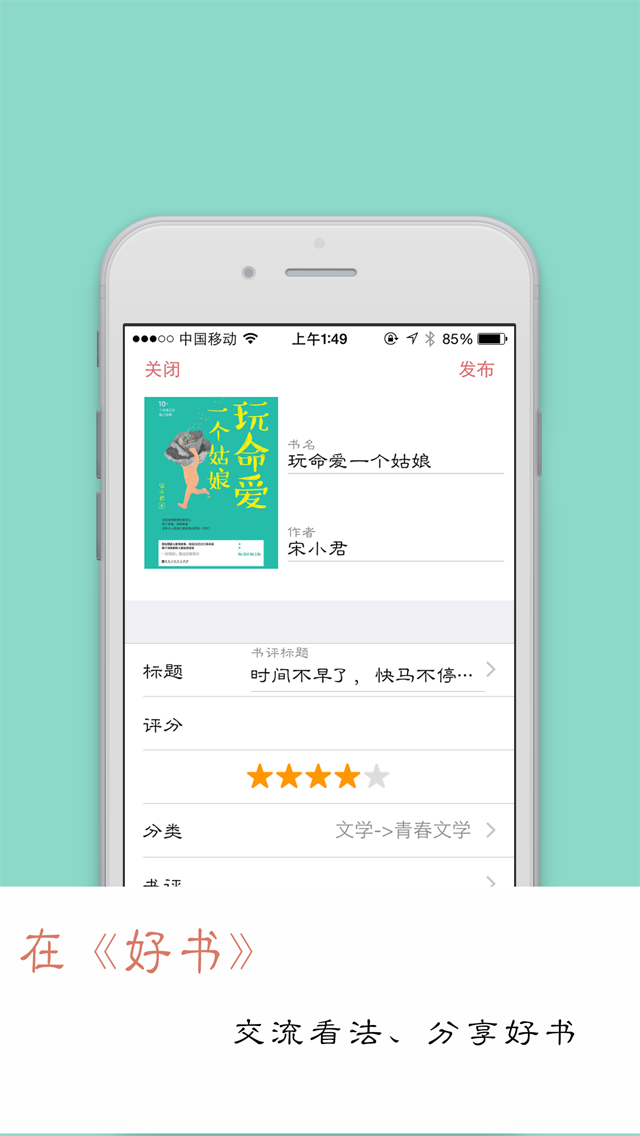 中国移动
上午1:49
85%
关闭
发布
10+
玩命爱
一个姑娘
宋小君
No Girl No Life
书名
玩命爱一个姑娘
作者
宋小君
书评标题
标题
时间不早了，快马不停…
评分
分类
文学->青春文学
书评
在《好书》
交流看法、分享好书